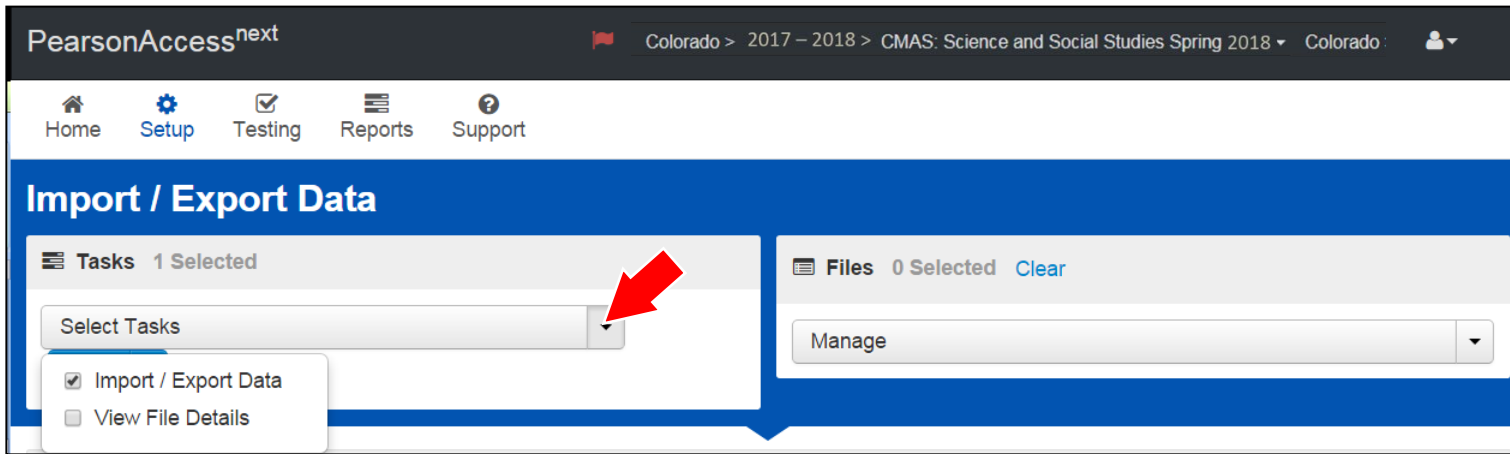 PearsonAccessnext
Colorado > 2017 – 2018 > CMAS: Science and Social Studies Spring 2018 Colorado
Home Setup Testing Reports Support
Import / Export Data
Tasks 1 Selected
Select Tasks
Import / Export Data
View File Details
Files 0 Selected Clear
Manage